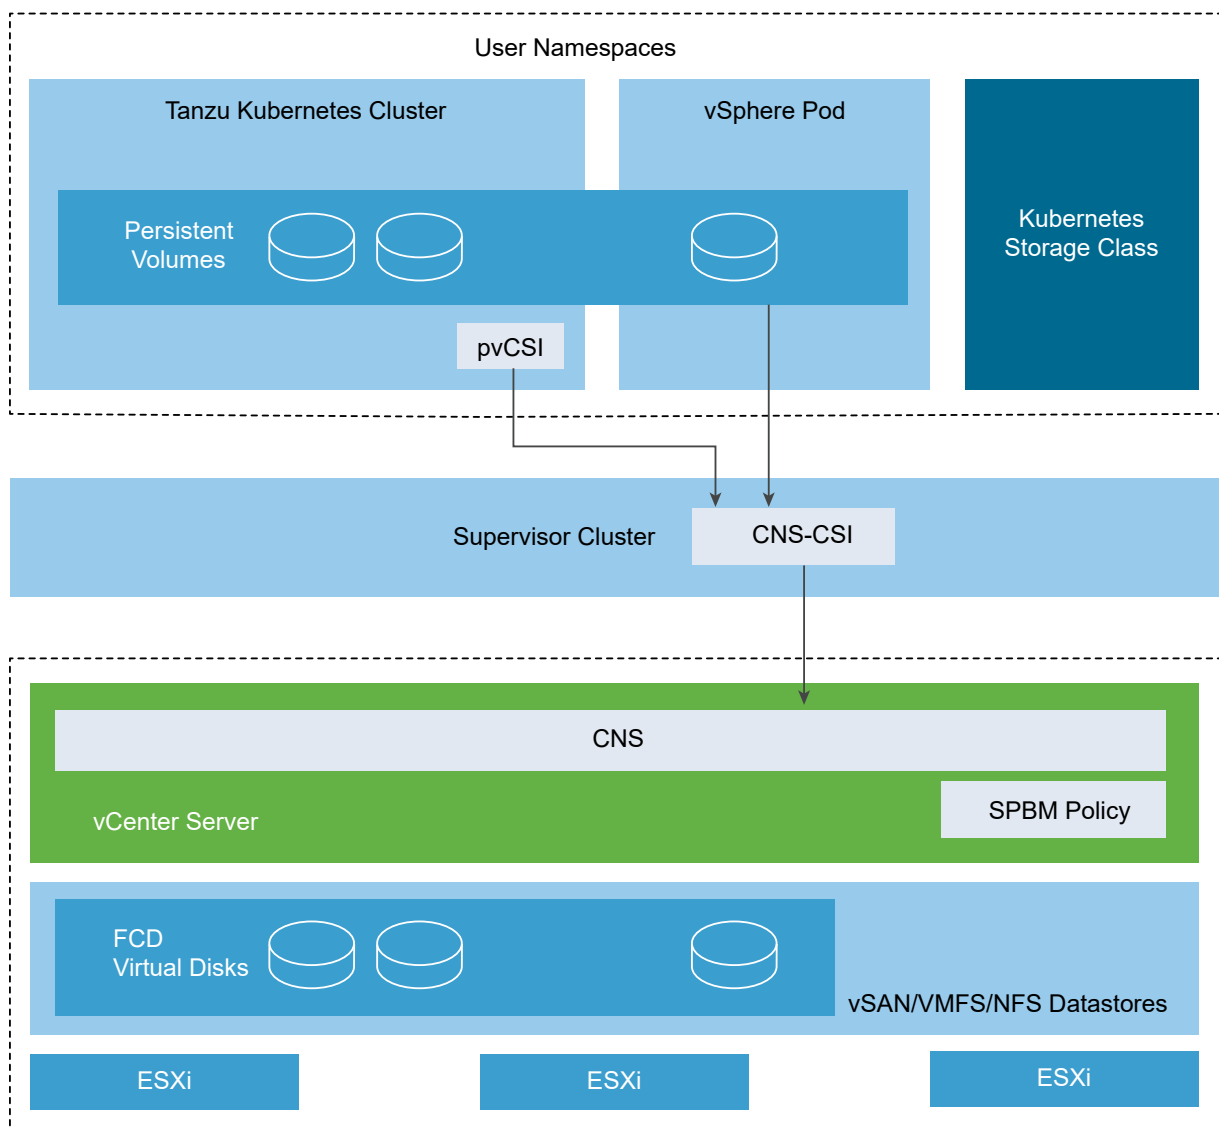 User Namespaces
Tanzu Kubernetes Cluster
vSphere Pod
Persistent
Volumes
Kubernetes
Storage Class
pvCSI
Supervisor Cluster
CNS-CSI
CNS
vCenter Server
SPBM Policy
FCD
Virtual Disks
vSAN/VMFS/NFS Datastores
ESXi
ESXi
ESXi